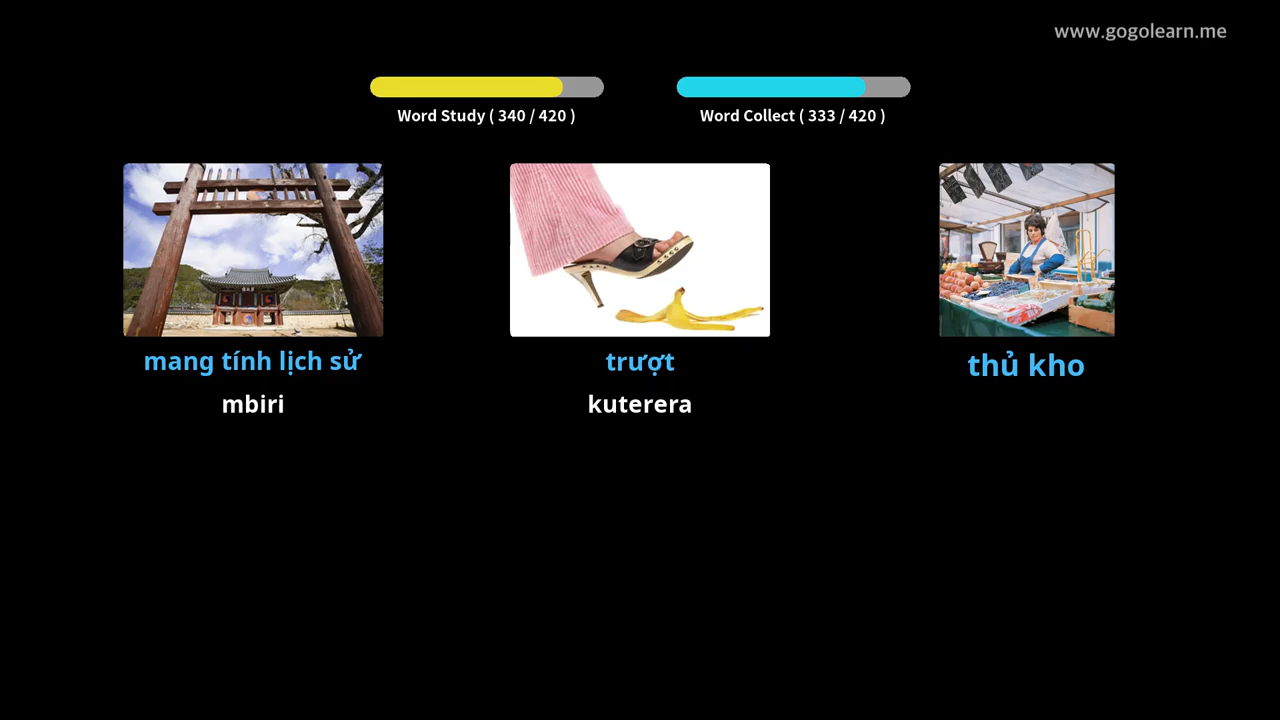 www.gogolearn.me
Word Study ( 340 / 420 )
Word Collect ( 333 / 420 )
mang tính lịch sử
mbiri
trượt
kuterera
thủ kho